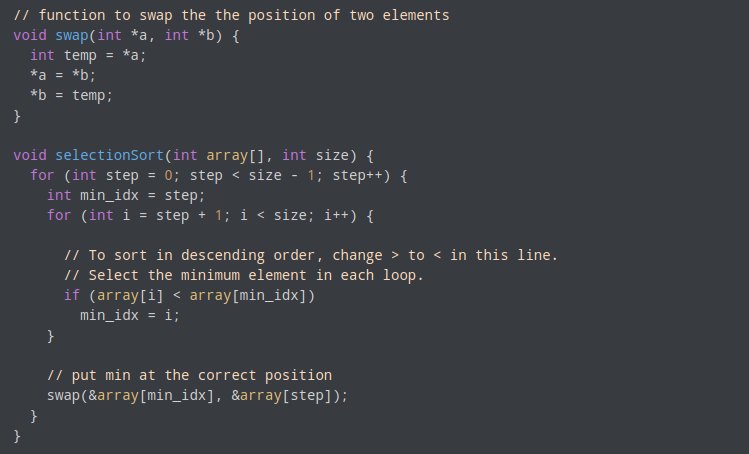 // function to swap the the position of two elements
void swap(int *a, int *b) {
  int temp = *a;
  *a = *b;
  *b = temp;
}

void selectionSort(int array[], int size) {
  for (int step = 0; step < size - 1; step++) {
    int min_idx = step;
    for (int i = step + 1; i < size; i++) {

      // To sort in descending order, change > to < in this line.
      // Select the minimum element in each loop.
      if (array[i] < array[min_idx])
        min_idx = i;
    }

    // put min at the correct position
    swap(&array[min_idx], &array[step]);
  }
}